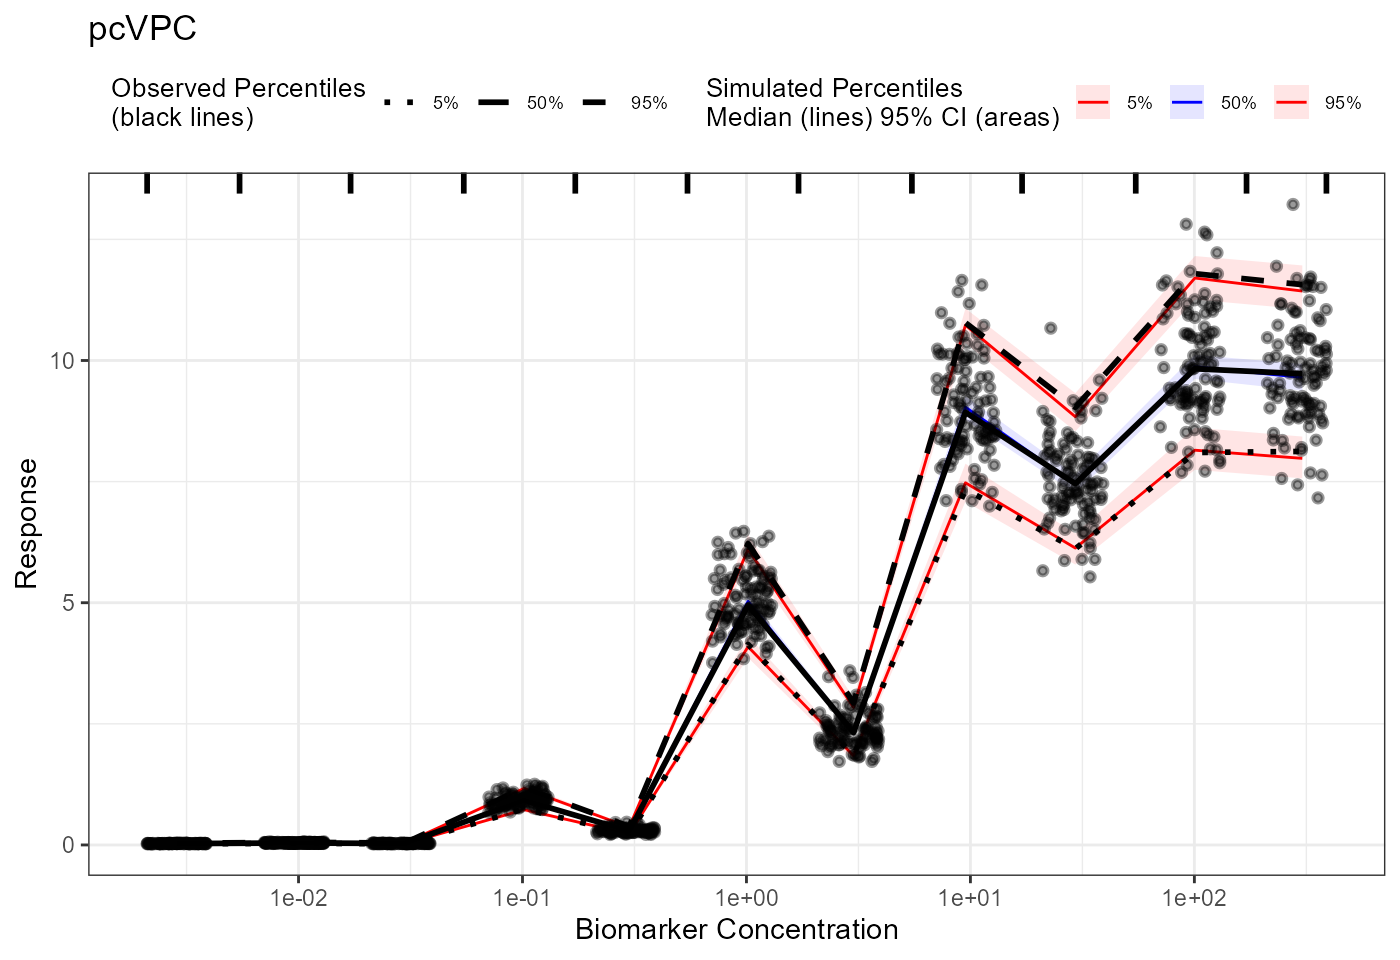 pcVPC
Observed Percentiles
(black lines)
5%
50%
95%
Simulated Percentiles
Median (lines) 95% CI (areas)
5%
50%
95%
Response
10
5
0
1e-02
1e-01
1e+00
1e+01
1e+02
Biomarker Concentration